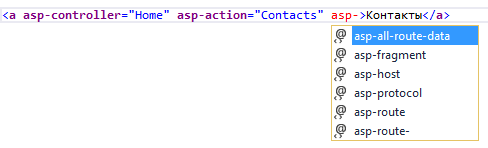 <a asp-controller="Home" asp-action="Contacts" asp->Контакты</a>
asp-all-route-data
asp-fragment
asp-host
asp-protocol
asp-route
asp-route-